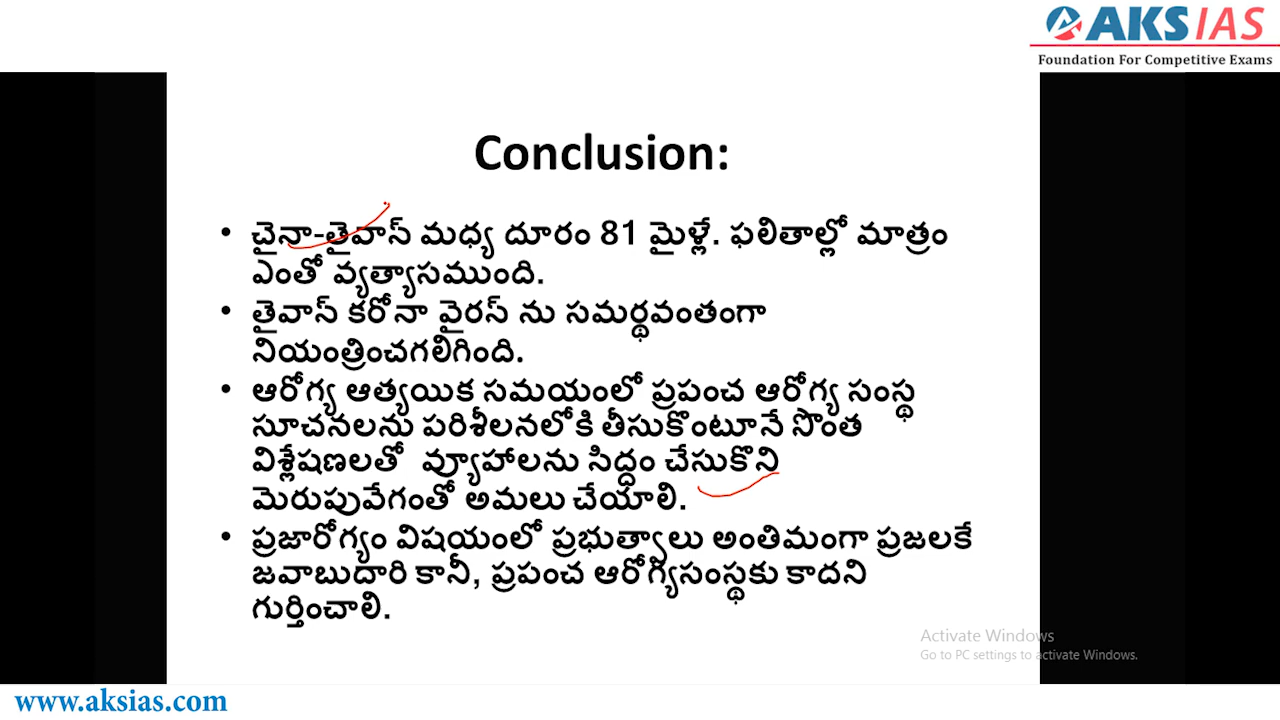 AKS IAS
Foundation For Competitive Exams
Conclusion:
• చైనా-తైవాన్ మధ్య దూరం 81 మైళ్లే. ఫలితాల్లో మాత్రం
ఎంతో వ్యత్యాసముంది.
• తైవాన్ కరోనా వైరస్ ను సమర్థవంతంగా
నియంత్రించగలిగింది.
• ఆరోగ్య ఆత్యయిక సమయంలో ప్రపంచ ఆరోగ్య సంస్థ
సూచనలను పరిశీలనలోకి తీసుకొంటూనే సొంత
విశ్లేషణలతో వ్యూహాలను సిద్ధం చేసుకొని
మెరుపువేగంతో అమలు చేయాలి.
• ప్రజారోగ్యం విషయంలో ప్రభుత్వాలు అంతిమంగా ప్రజలకే
జవాబుదారి కానీ, ప్రపంచ ఆరోగ్యసంస్థకు కాదని
గుర్తించాలి.
Activate Windows
Go to PC settings to activate Windows.
www.aksias.com